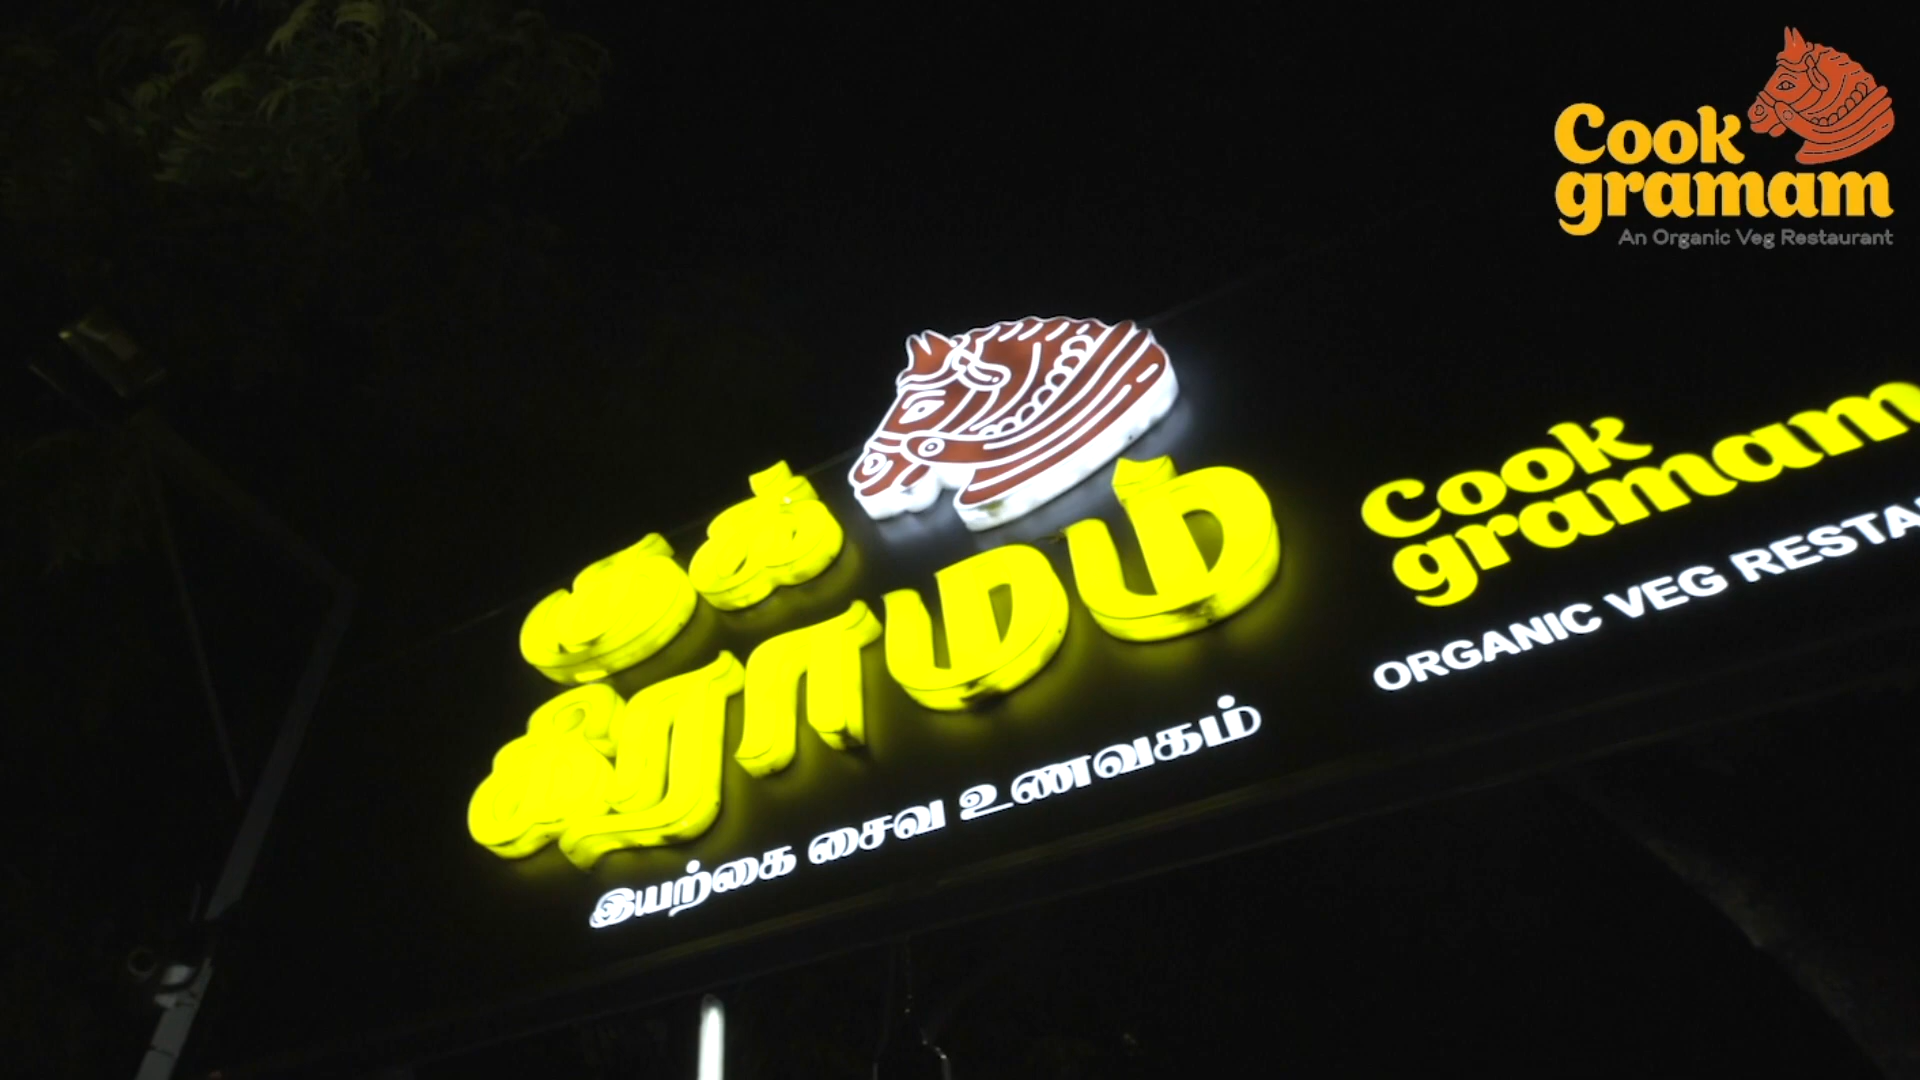 Cook
gramam
An Organic Veg Restaurant
குக்
கிராமம்
இயற்கை சைவ உணவகம்
Cook
gramam
ORGANIC VEG RESTA